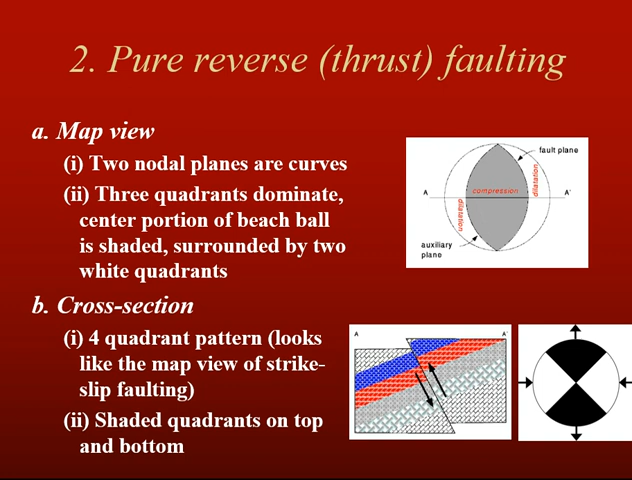 2. Pure reverse (thrust) faulting
a. Map view
(i) Two nodal planes are curves
(ii) Three quadrants dominate,
center portion of beach ball
is shaded, surrounded by two
white quadrants
fault plane
A
compression
dilatation
A'
dilatation
auxiliary
plane
b. Cross-section
(i) 4 quadrant pattern (looks
like the map view of strike-
slip faulting)
(ii) Shaded quadrants on top
and bottom
A
A'